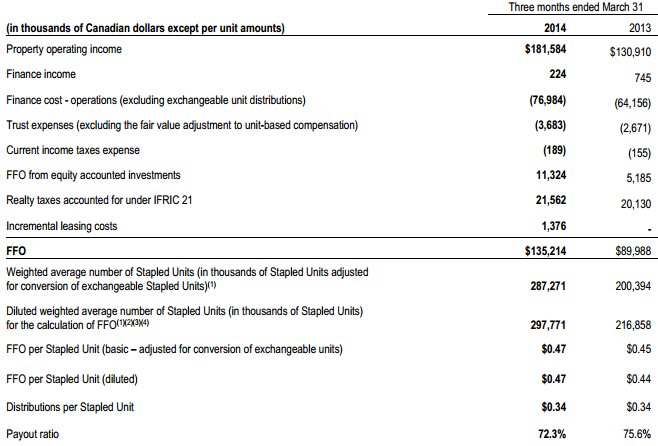 Three months ended March 31
(in thousands of Canadian dollars except per unit amounts) 2014 2013
Property operating income $181,584 $130,910
Finance income 224 745
Finance cost - operations (excluding exchangeable unit distributions) (76,984) (64,156)
Trust expenses (excluding the fair value adjustment to unit-based compensation) (3,683) (2,671)
Current income taxes expense (189) (155)
FFO from equity accounted investments 11,324 5,185
Realty taxes accounted for under IFRIC 21 21,562 20,130
Incremental leasing costs 1,376 -
FFO $135,214 $89,988
Weighted average number of Stapled Units (in thousands of Stapled Units adjusted
for conversion of exchangeable Stapled Units)(1) 287,271 200,394
Diluted weighted average number of Stapled Units (in thousands of Stapled Units)
for the calculation of FFO(1)(2)(3)(4) 297,771 216,858
FFO per Stapled Unit (basic – adjusted for conversion of exchangeable units) $0.47 $0.45
FFO per Stapled Unit (diluted) $0.47 $0.44
Distributions per Stapled Unit $0.34 $0.34
Payout ratio 72.3% 75.6%